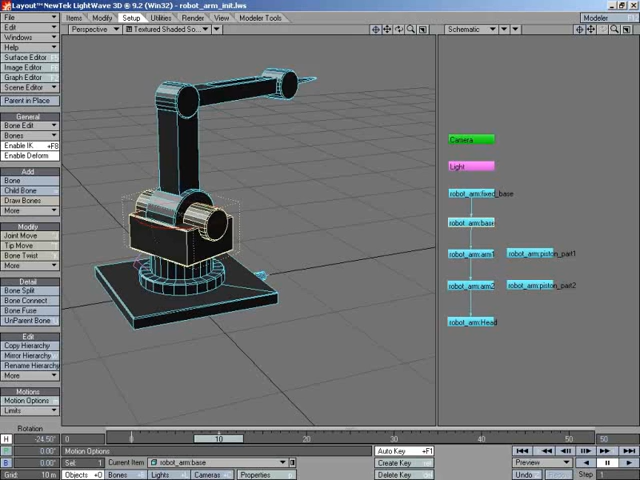 Layout™ NewTek LightWave 3D ® 9.2 (Win32) - robot_arm_init.lws
File
Items
Modify
Setup
Utilities
Render
View
Modeler Tools
Modeler
Edit
Perspective
Textured Shaded So...
Schematic
Windows
Help
Surface Editor
Image Editor
Graph Editor
Scene Editor
Parent in Place
General
Bone Edit
Bones
Enable IK +F8
Enable Deform
Add
Bone
Child Bone
Draw Bones
More
Modify
Joint Move
Tip Move
Bone Twist
More
Detail
Bone Split
Bone Connect
Bone Fuse
UnParent Bone
Edit
Copy Hierarchy
Mirror Hierarchy
Rename Hierarchy
More
Motions
Motion Options
Limits
Camera
Light
robot_arm:fixed_base
robot_arm:base
robot_arm:arm1
robot_arm:piston_part1
robot_arm:arm2
robot_arm:piston_part2
robot_arm:Head
Rotation
H -24.50°
0 0 10 20 30 40 50
P 0.00°
Motion Options
Auto Key +F1
B 0.00°
Sel: 1
Current Item
robot_arm:base
Create Key
Preview
Step
Grid: 10 m
Objects +O
Bones
Lights
Cameras
Properties
Delete Key
Undo
1